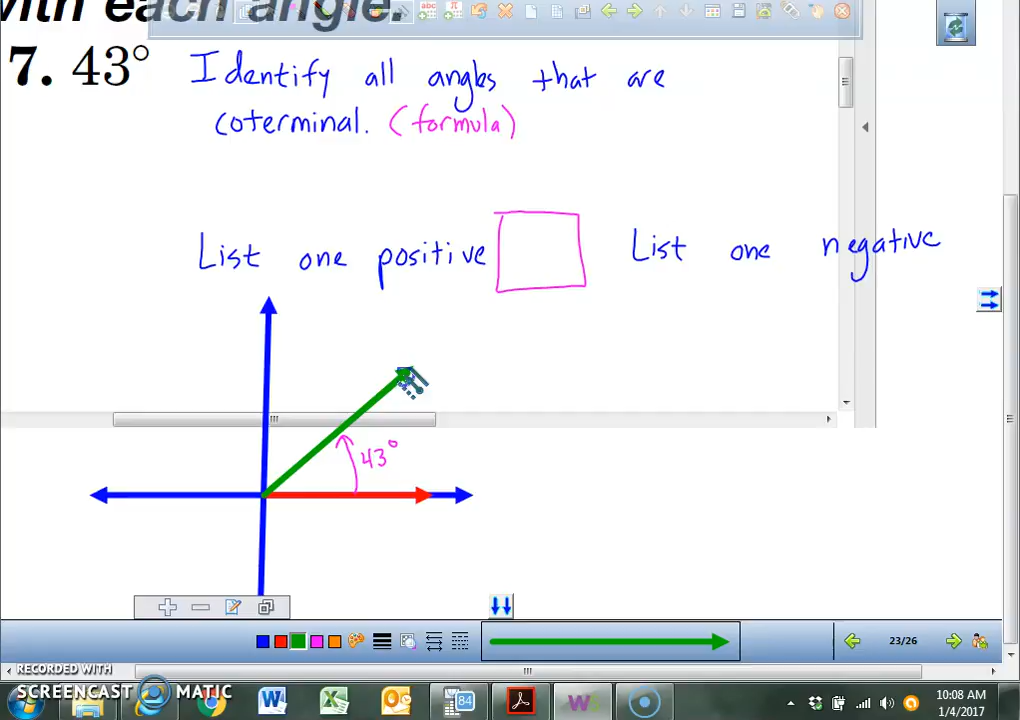 with each angle.
7. 43° Identify all angles that are
coterminal. (formula)
List one positive List one negative
43°
23/26
RECORDED WITH
SCREENCAST MATIC
84
10:08 AM
1/4/2017